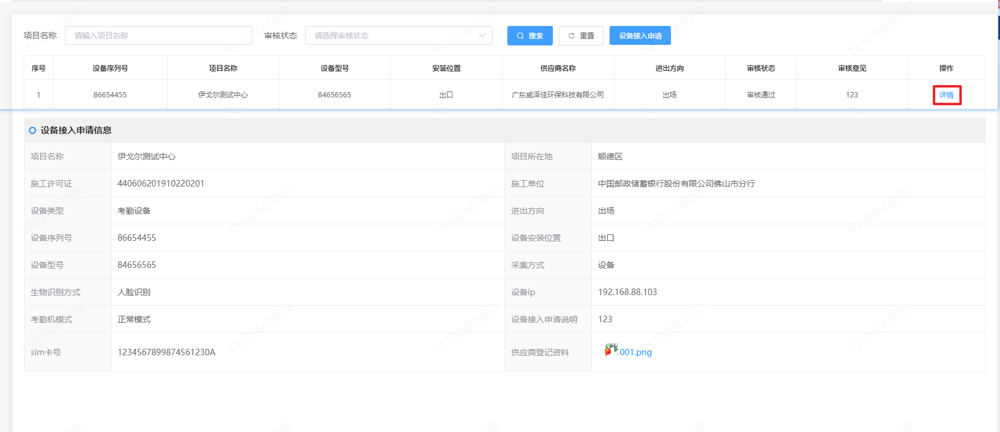 项目名称 请输入项目名称 审核状态 请选择审核状态 搜索 重置 设备接入申请
序号 设备序列号 项目名称 设备型号 安装位置 供应商名称 进出方向 审核状态 审核意见 操作
1 86654455 伊戈尔测试中心 84656565 出口 广东威泽佳环保科技有限公司 出场 审核通过 123 详情
设备接入申请信息
项目名称 伊戈尔测试中心 项目所在地 顺德区
施工许可证 440606201910220201 施工单位 中国邮政储蓄银行股份有限公司佛山市分行
设备类型 考勤设备 进出方向 出场
设备序列号 86654455 设备安装位置 出口
设备型号 84656565 采集方式 设备
生物识别方式 人脸识别 设备ip 192.168.88.103
考勤机模式 正常模式 设备接入申请说明 123
sim卡号 1234567899874561230A 供应商登记资料 001.png
15107665030